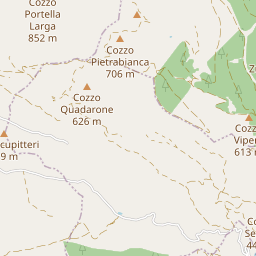 Cozzo
Portella
Larga
852 m
Cozzo
Pietrabianca
706 m
Cozzo
Quadarone
626 m
cupitteri
9 m
Cozz
Viper
613 m
Co
Se
44